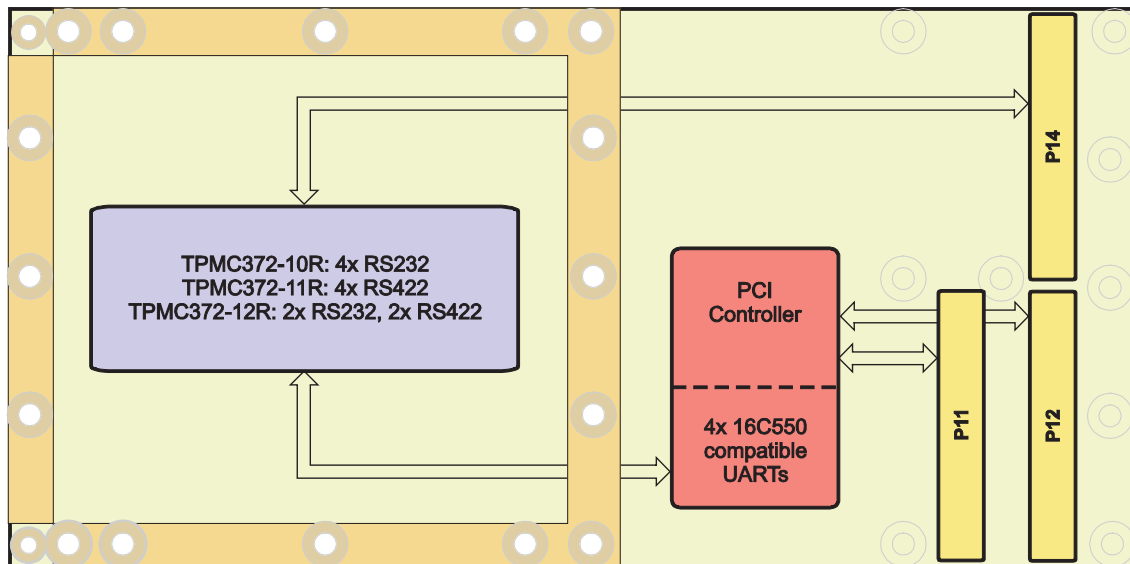 TPMC372-10R: 4x RS232
TPMC372-11R: 4x RS422
TPMC372-12R: 2x RS232, 2x RS422
PCI
Controller
4x 16C550
compatible
UARTs
P14
P11
P12